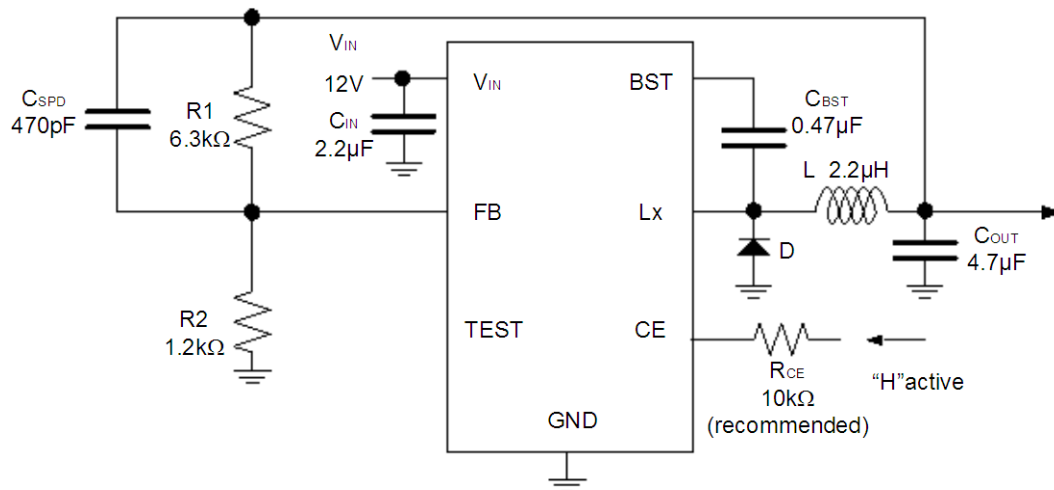 VIN
12V
CSPD
470pF
R1
6.3kΩ
CIN
2.2µF
VIN
BST
CBST
0.47µF
L 2.2µH
FB
Lx
D
COUT
4.7µF
R2
1.2kΩ
TEST
CE
RCE
10kΩ
(recommended)
“H”active
GND